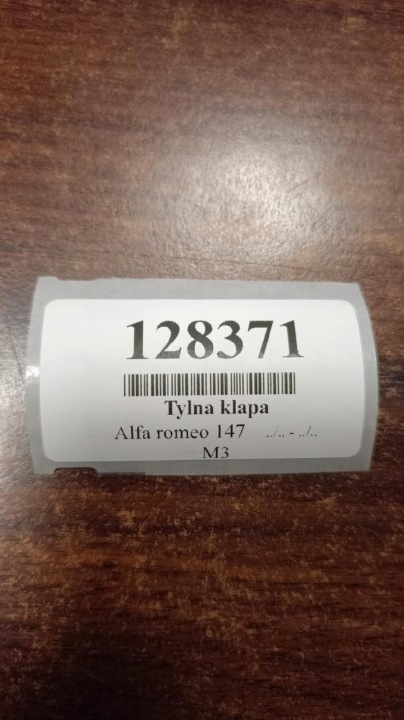 128371
Tylna klapa
Alfa romeo 147 ../.. - ../..
M3